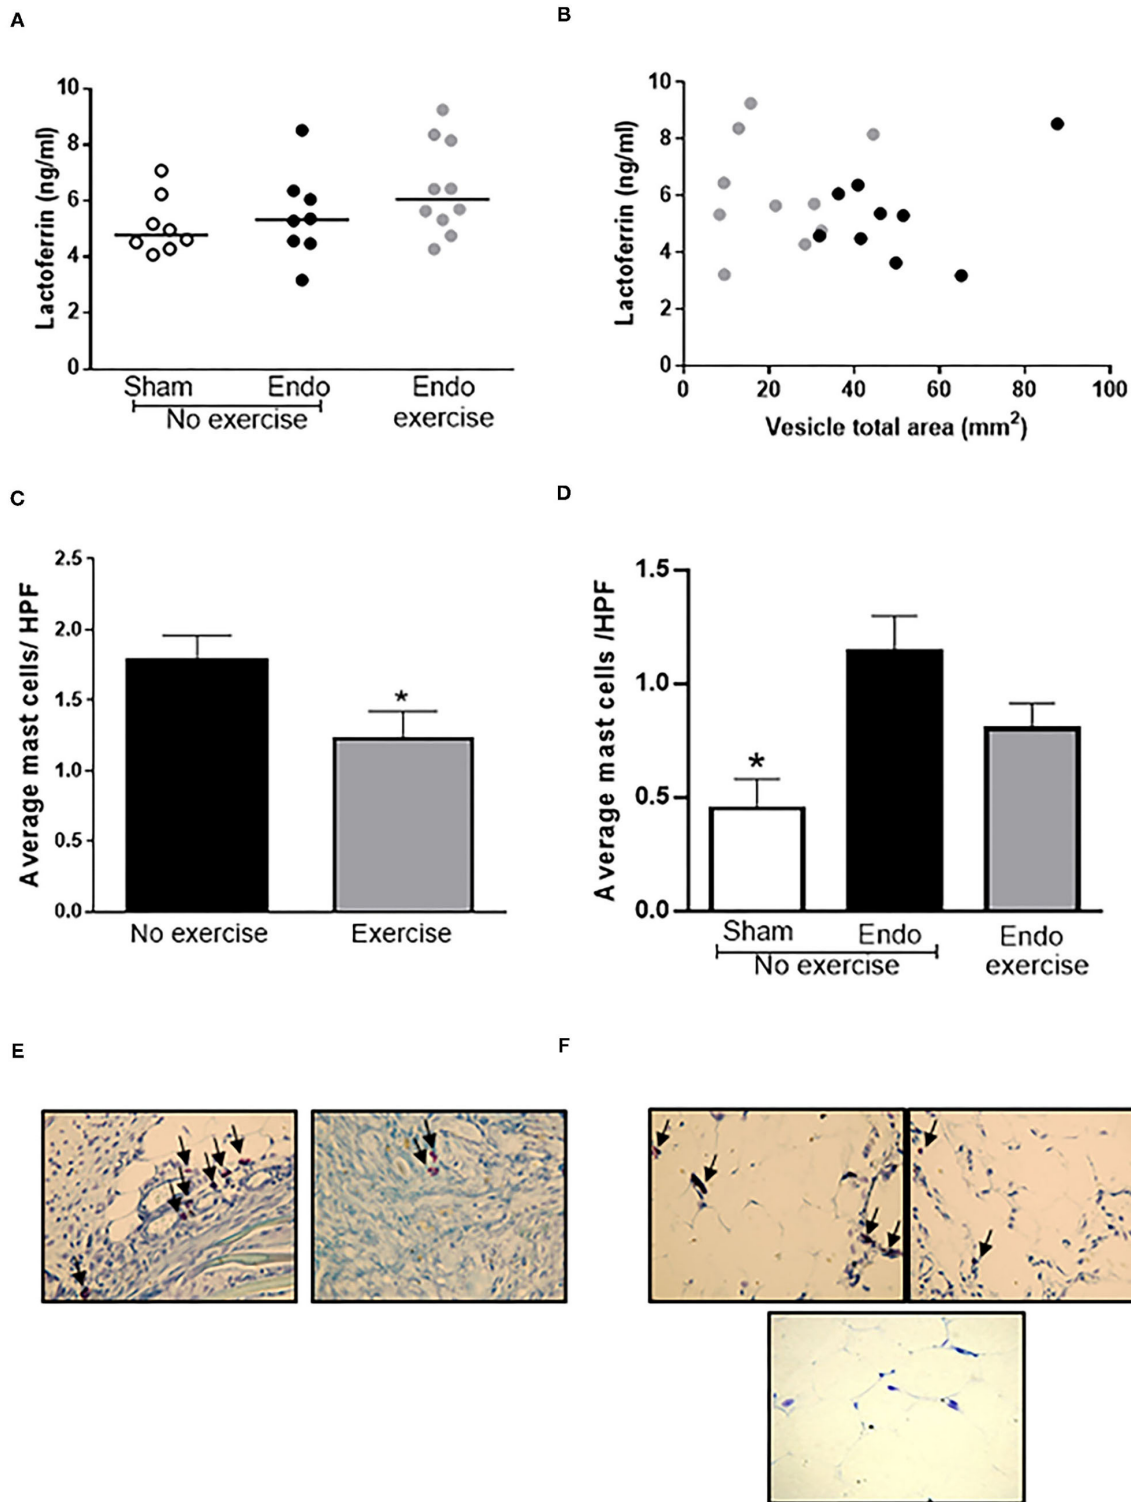 A
Lactoferrin (ng/ml)
10
8
6
4
2
0
Sham Endo Endo
No exercise exercise
B
Lactoferrin (ng/ml)
10
8
6
4
2
0
0 20 40 60 80 100
Vesicle total area (mm²)
C
Average mast cells/ HPF
2.5
2.0
1.5
1.0
0.5
0.0
*
No exercise Exercise
D
Average mast cells /HPF
1.5
1.0
0.5
0.0
*
Sham Endo Endo
No exercise exercise
E
F